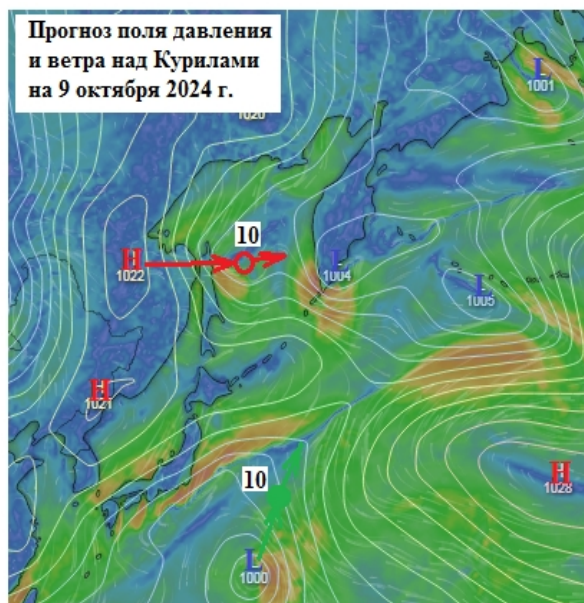 Прогноз поля давления
и ветра над Курилами
на 9 октября 2024 г.
L
1001
1020
10
H
1022
L
1004
L
1005
H
1021
H
1028
10
L
1000